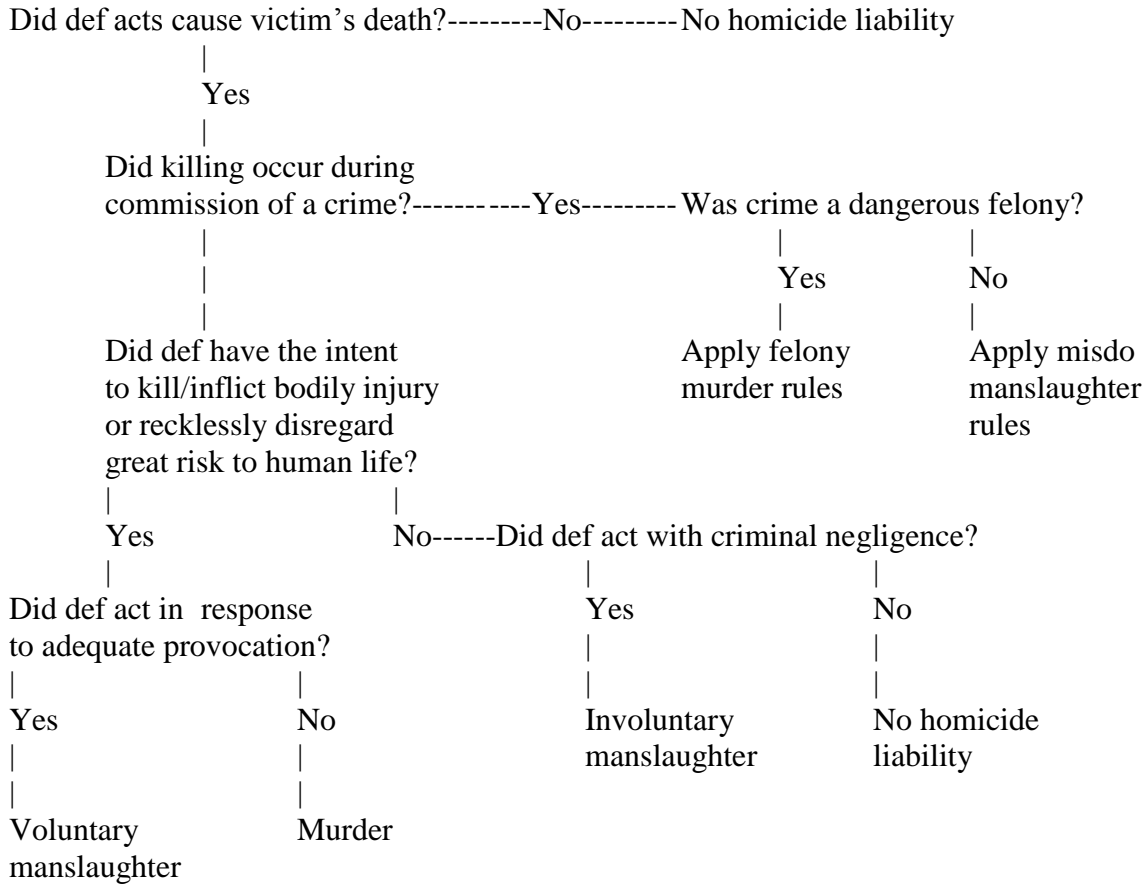 Did def acts cause victim’s death?---------No---------No homicide liability
|
Yes
|
Did killing occur during
commission of a crime?-----------Yes---------Was crime a dangerous felony?
| | |
| Yes No
| | |
Did def have the intent Apply felony Apply misdo
to kill/inflict bodily injury murder rules manslaughter
or recklessly disregard rules
great risk to human life?
| |
Yes No------Did def act with criminal negligence?
| | |
Did def act in response Yes No
to adequate provocation? | |
| | | |
Yes No Involuntary No homicide
| | manslaughter liability
| |
Voluntary Murder
manslaughter